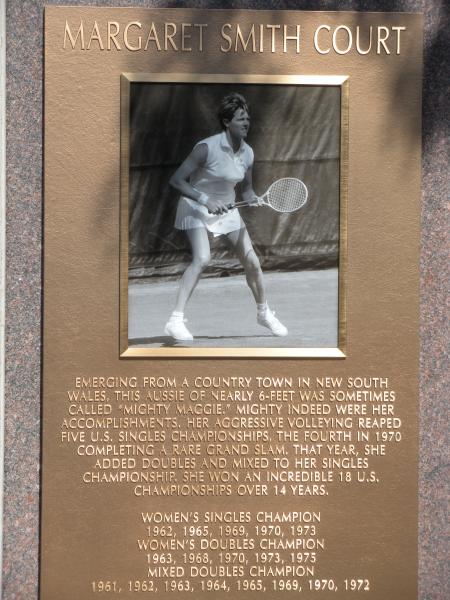 MARGARET SMITH COURT
EMERGING FROM A COUNTRY TOWN IN NEW SOUTH
WALES, THIS AUSSIE OF NEARLY 6-FEET WAS SOMETIMES
CALLED "MIGHTY MAGGIE." MIGHTY INDEED WERE HER
ACCOMPLISHMENTS. HER AGGRESSIVE VOLLEYING REAPED
FIVE U.S. SINGLES CHAMPIONSHIPS, THE FOURTH IN 1970
COMPLETING A RARE GRAND SLAM. THAT YEAR, SHE
ADDED DOUBLES AND MIXED TO HER SINGLES
CHAMPIONSHIP. SHE WON AN INCREDIBLE 18 U.S.
CHAMPIONSHIPS OVER 14 YEARS.
WOMEN'S SINGLES CHAMPION
1962, 1965, 1969, 1970, 1973
WOMEN'S DOUBLES CHAMPION
1963, 1968, 1970, 1973, 1975
MIXED DOUBLES CHAMPION
1961, 1962, 1963, 1964, 1965, 1969, 1970, 1972